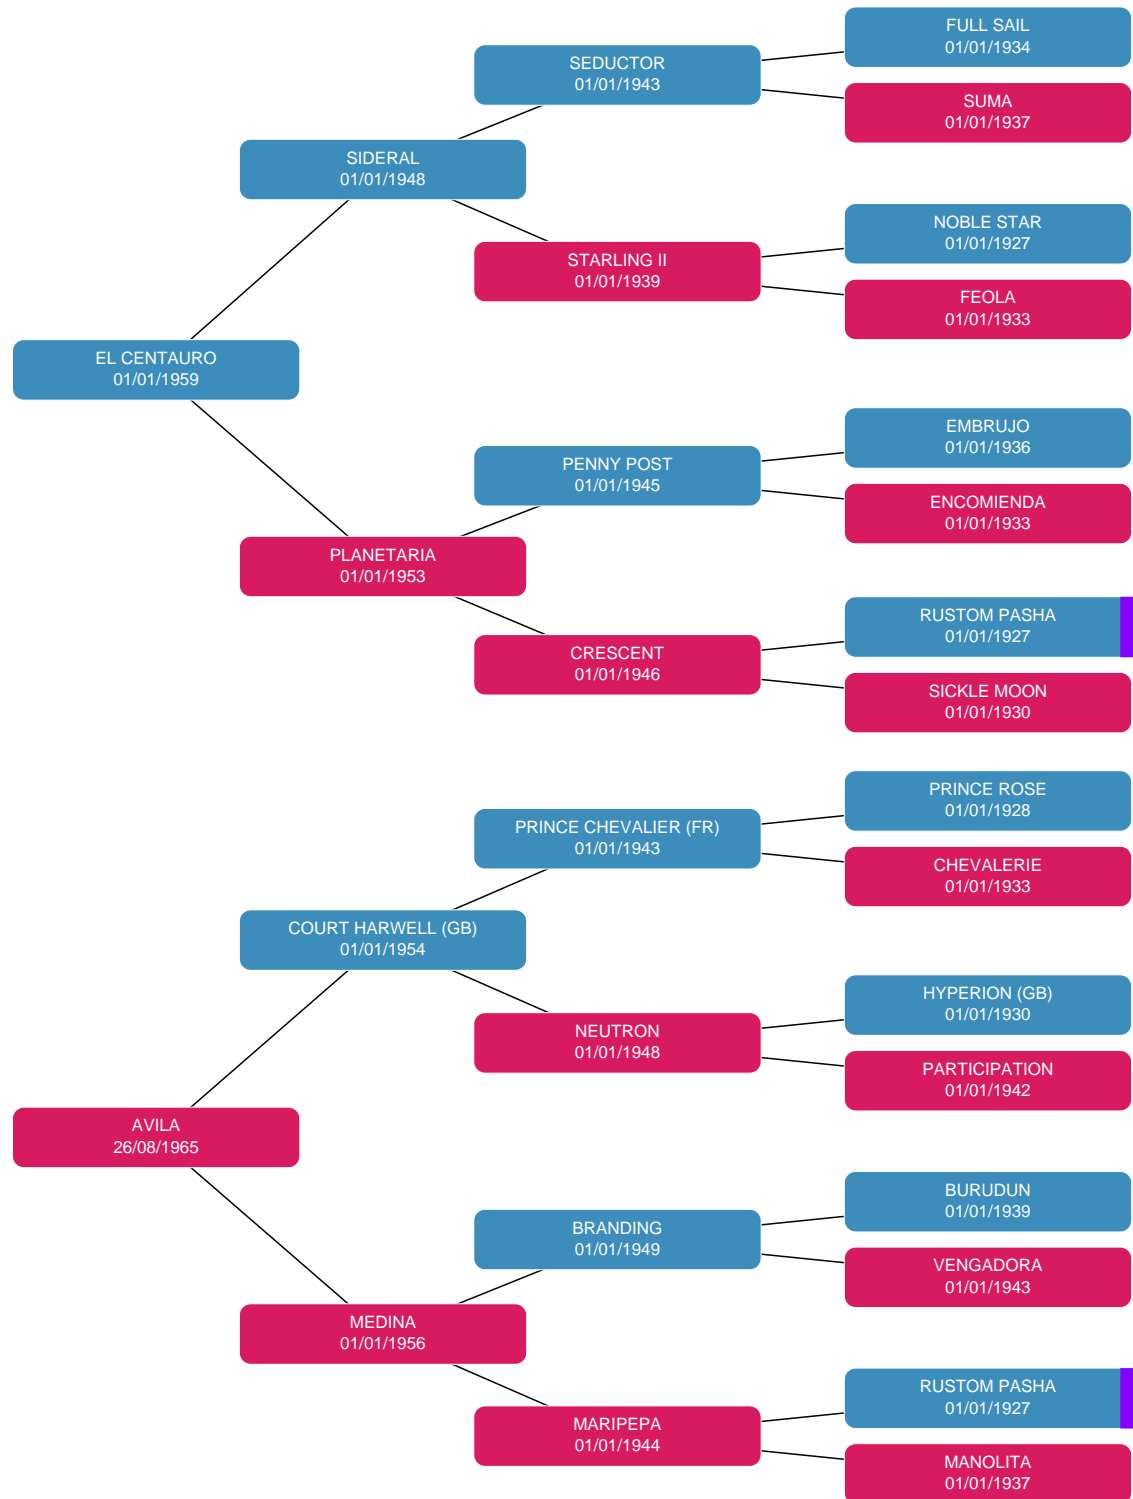 FULL SAIL
01/01/1934
SEDUCTOR
01/01/1943
SUMA
01/01/1937
SIDERAL
01/01/1948
NOBLE STAR
01/01/1927
STARLING II
01/01/1939
FEOLA
01/01/1933
EL CENTAURO
01/01/1959
EMBRUJO
01/01/1936
PENNY POST
01/01/1945
ENCOMIENDA
01/01/1933
PLANETARIA
01/01/1953
RUSTOM PASHA
01/01/1927
CRESCENT
01/01/1946
SICKLE MOON
01/01/1930
PRINCE ROSE
01/01/1928
PRINCE CHEVALIER (FR)
01/01/1943
CHEVALERIE
01/01/1933
COURT HARWELL (GB)
01/01/1954
HYPERION (GB)
01/01/1930
NEUTRON
01/01/1948
PARTICIPATION
01/01/1942
AVILA
26/08/1965
BURUDUN
01/01/1939
BRANDING
01/01/1949
VENGADORA
01/01/1943
MEDINA
01/01/1956
RUSTOM PASHA
01/01/1927
MARIPEPA
01/01/1944
MANOLITA
01/01/1937